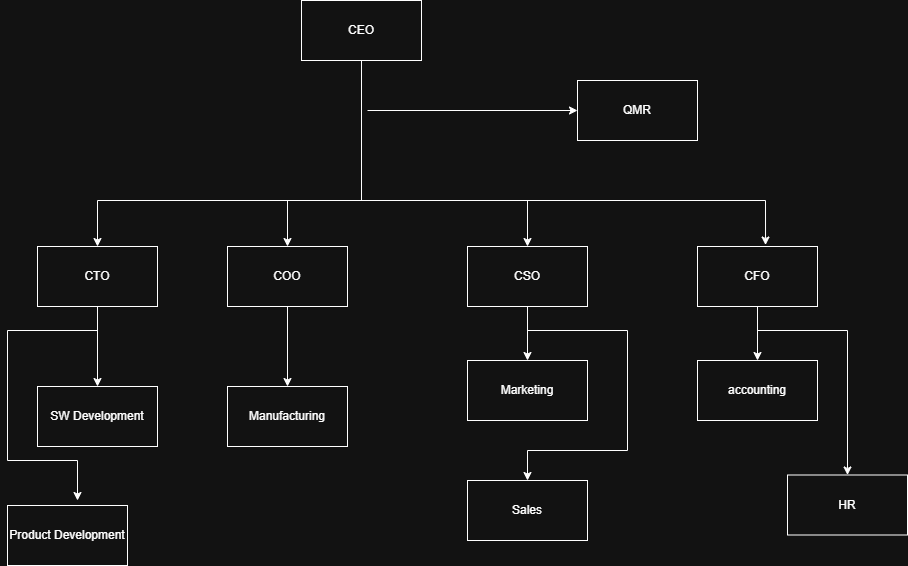 CEO
QMR
CTO
COO
CSO
CFO
Marketing
accounting
SW Development
Manufacturing
HR
Sales
Product Development